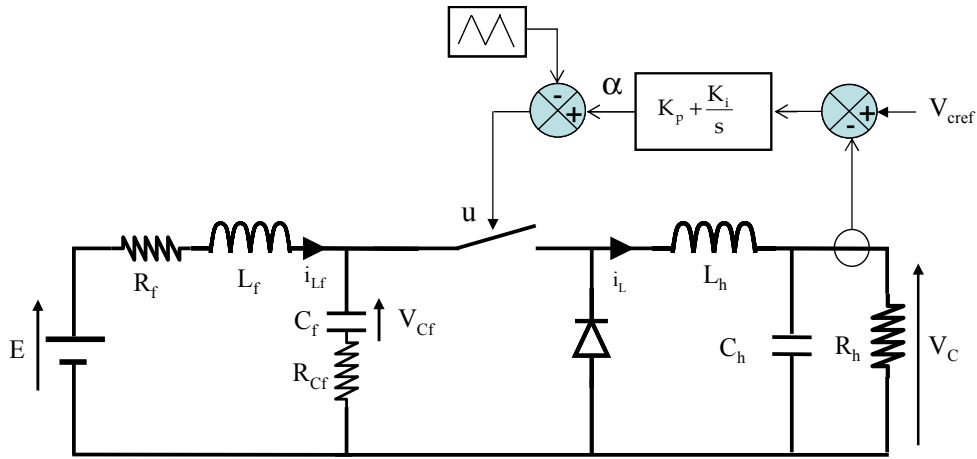 α
K_p + K_i/s
V_cref
- +
+ -
u
R_f
L_f
i_Lf
i_L
L_h
E
C_f
V_Cf
R_Cf
C_h
R_h
V_C